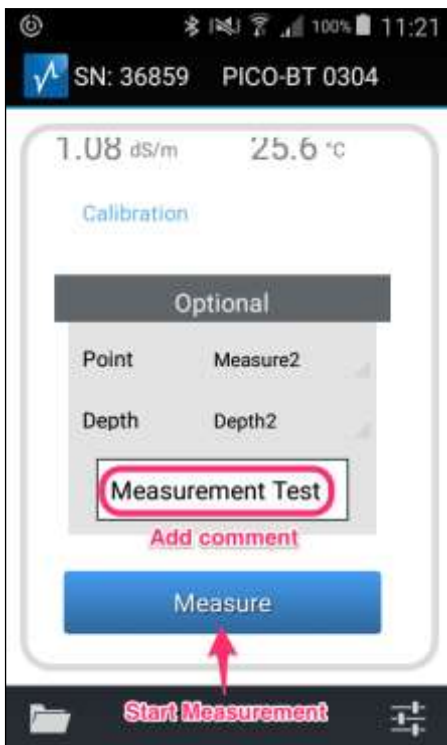 100% 11:21
SN: 36859 PICO-BT 0304
1.08 dS/m 25.6 °C
Calibration
Optional
Point Measure2
Depth Depth2
Measurement Test
Add comment
Measure
Start Measurement